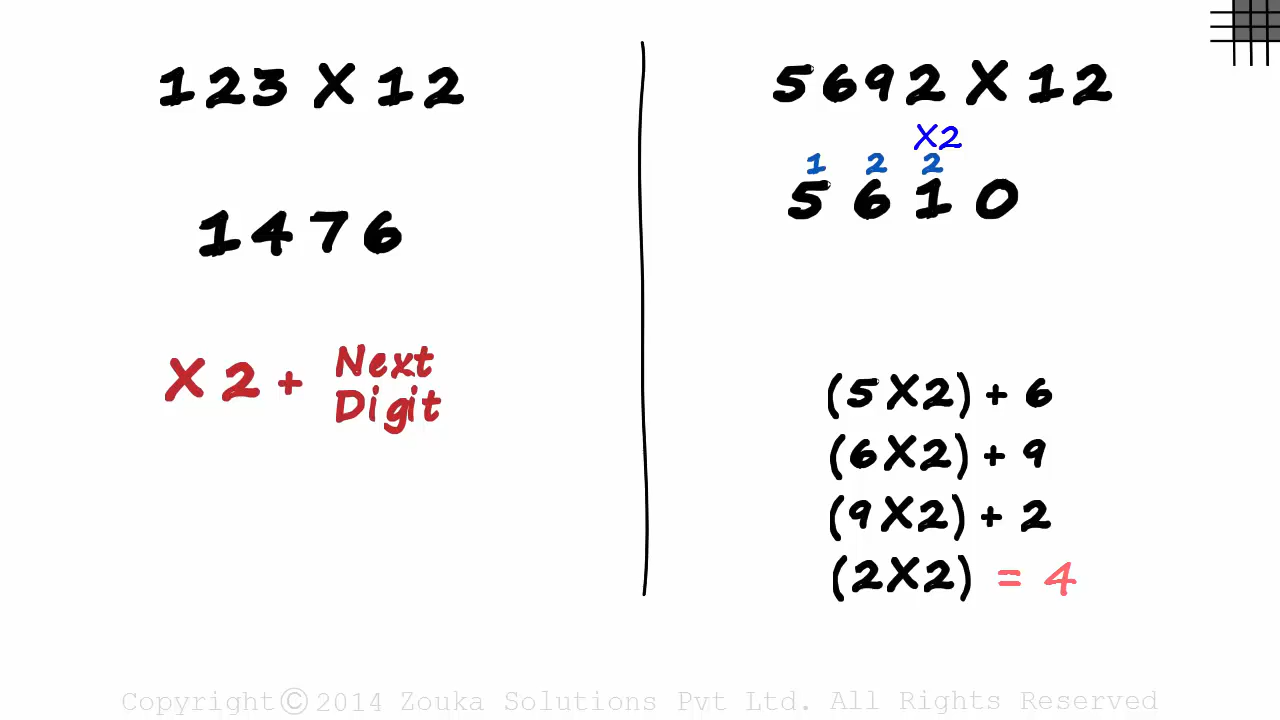 123 X 12
1476
X 2 + Next Digit
5692 X 12
X2
1 2 2
5 6 1 0
(5X2) + 6
(6X2) + 9
(9X2) + 2
(2X2) = 4
Copyright © 2014 Zouka Solutions Pvt Ltd. All Rights Reserved